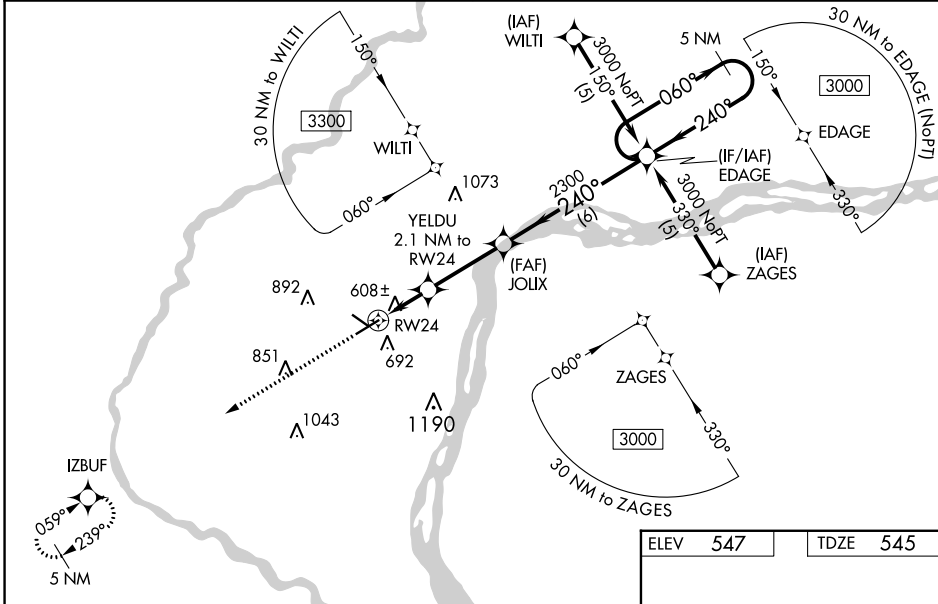 (IAF)
WILTI
3000 NoPT
150°
(5)
5 NM
060°
240°
30 NM to EDAGE (NoPT)
150°
3000
EDAGE
330°
30 NM to WILTI
150°
3300
WILTI
060°
(IF/IAF)
EDAGE
2300
240°
(6)
3000 NoPT
330°
(5)
(IAF)
ZAGES
1073
YELDU
2.1 NM to
RW24
(FAF)
JOLIX
892
608±
RW24
692
851
1043
1190
060°
ZAGES
3000
330°
30 NM to ZAGES
IZBUF
059°
239°
5 NM
ELEV 547
TDZE 545